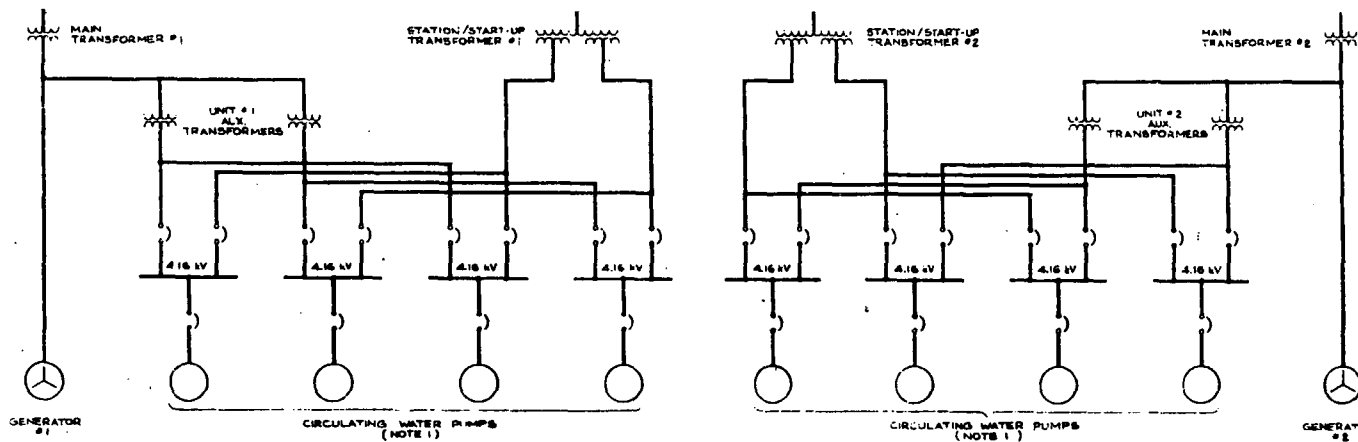 MAIN
TRANSFORMER #1
STATION/START-UP
TRANSFORMER #1
STATION/START-UP
TRANSFORMER #2
MAIN
TRANSFORMER #2
UNIT #1
AUX.
TRANSFORMERS
UNIT #2
AUX.
TRANSFORMERS
4.16 kV
4.16 kV
4.16 kV
4.16 kV
4.16 kV
4.16 kV
4.16 kV
4.16 kV
GENERATOR
#1
CIRCULATING WATER PUMPS
(NOTE 1)
CIRCULATING WATER PUMPS
(NOTE 1)
GENERAT
#2